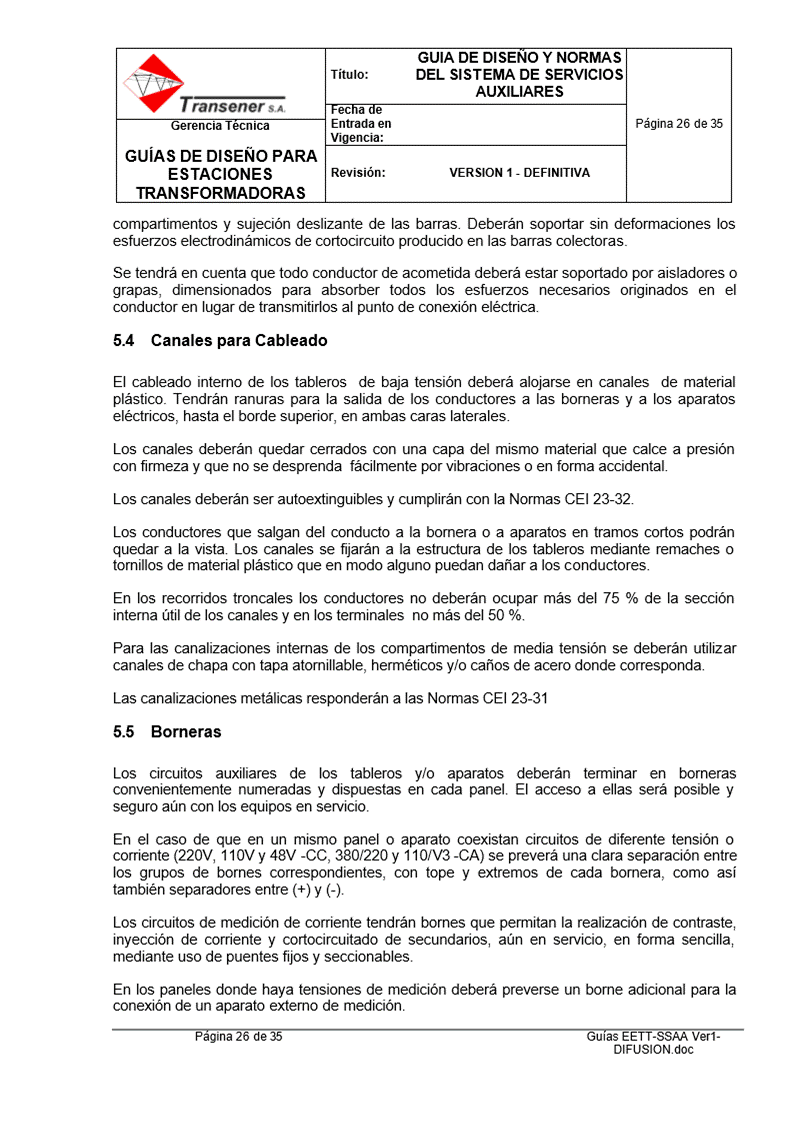 Transener S.A.
Gerencia Técnica
GUÍAS DE DISEÑO PARA
ESTACIONES
TRANSFORMADORAS
Título:
GUIA DE DISEÑO Y NORMAS
DEL SISTEMA DE SERVICIOS
AUXILIARES
Fecha de
Entrada en
Vigencia:
Revisión:
VERSION 1 - DEFINITIVA
Página 26 de 35
compartimentos y sujeción deslizante de las barras. Deberán soportar sin deformaciones los
esfuerzos electrodinámicos de cortocircuito producido en las barras colectoras.
Se tendrá en cuenta que todo conductor de acometida deberá estar soportado por aisladores o
grapas, dimensionados para absorber todos los esfuerzos necesarios originados en el
conductor en lugar de transmitirlos al punto de conexión eléctrica.
5.4 Canales para Cableado
El cableado interno de los tableros de baja tensión deberá alojarse en canales de material
plástico. Tendrán ranuras para la salida de los conductores a las borneras y a los aparatos
eléctricos, hasta el borde superior, en ambas caras laterales.
Los canales deberán quedar cerrados con una capa del mismo material que calce a presión
con firmeza y que no se desprenda fácilmente por vibraciones o en forma accidental.
Los canales deberán ser autoextinguibles y cumplirán con la Normas CEI 23-32.
Los conductores que salgan del conducto a la bornera o a aparatos en tramos cortos podrán
quedar a la vista. Los canales se fijarán a la estructura de los tableros mediante remaches o
tornillos de material plástico que en modo alguno puedan dañar a los conductores.
En los recorridos troncales los conductores no deberán ocupar más del 75 % de la sección
interna útil de los canales y en los terminales no más del 50 %.
Para las canalizaciones internas de los compartimentos de media tensión se deberán utilizar
canales de chapa con tapa atornillable, herméticos y/o caños de acero donde corresponda.
Las canalizaciones metálicas responderán a las Normas CEI 23-31
5.5 Borneras
Los circuitos auxiliares de los tableros y/o aparatos deberán terminar en borneras
convenientemente numeradas y dispuestas en cada panel. El acceso a ellas será posible y
seguro aún con los equipos en servicio.
En el caso de que en un mismo panel o aparato coexistan circuitos de diferente tensión o
corriente (220V, 110V y 48V -CC, 380/220 y 110/V3 -CA) se preverá una clara separación entre
los grupos de bornes correspondientes, con tope y extremos de cada bornera, como así
también separadores entre (+) y (-).
Los circuitos de medición de corriente tendrán bornes que permitan la realización de contraste,
inyección de corriente y cortocircuitado de secundarios, aún en servicio, en forma sencilla,
mediante uso de puentes fijos y seccionables.
En los paneles donde haya tensiones de medición deberá preverse un borne adicional para la
conexión de un aparato externo de medición.
Página 26 de 35
Guías EETT-SSAA Ver1-
DIFUSION.doc